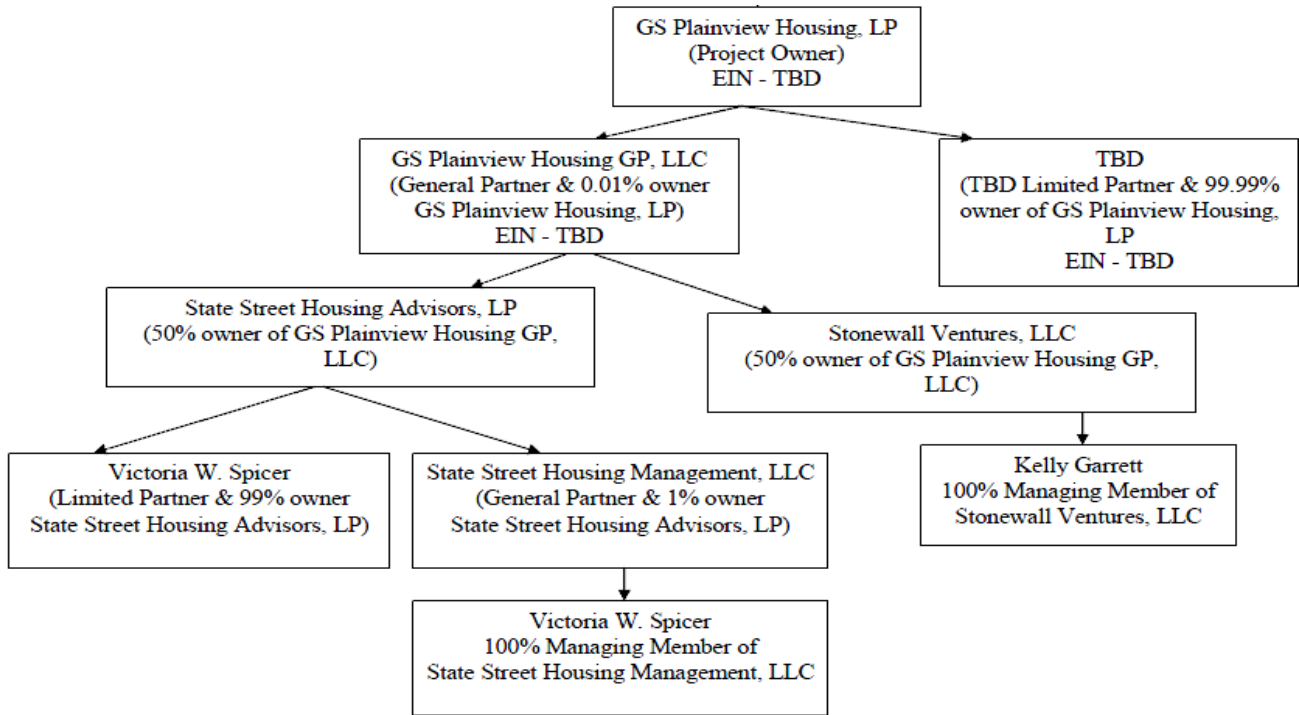 GS Plainview Housing, LP
(Project Owner)
EIN - TBD
GS Plainview Housing GP, LLC
(General Partner & 0.01% owner
GS Plainview Housing, LP)
EIN - TBD
TBD
(TBD Limited Partner & 99.99%
owner of GS Plainview Housing,
LP
EIN - TBD
State Street Housing Advisors, LP
(50% owner of GS Plainview Housing GP,
LLC)
Stonewall Ventures, LLC
(50% owner of GS Plainview Housing GP,
LLC)
Victoria W. Spicer
(Limited Partner & 99% owner
State Street Housing Advisors, LP)
State Street Housing Management, LLC
(General Partner & 1% owner
State Street Housing Advisors, LP)
Kelly Garrett
100% Managing Member of
Stonewall Ventures, LLC
Victoria W. Spicer
100% Managing Member of
State Street Housing Management, LLC